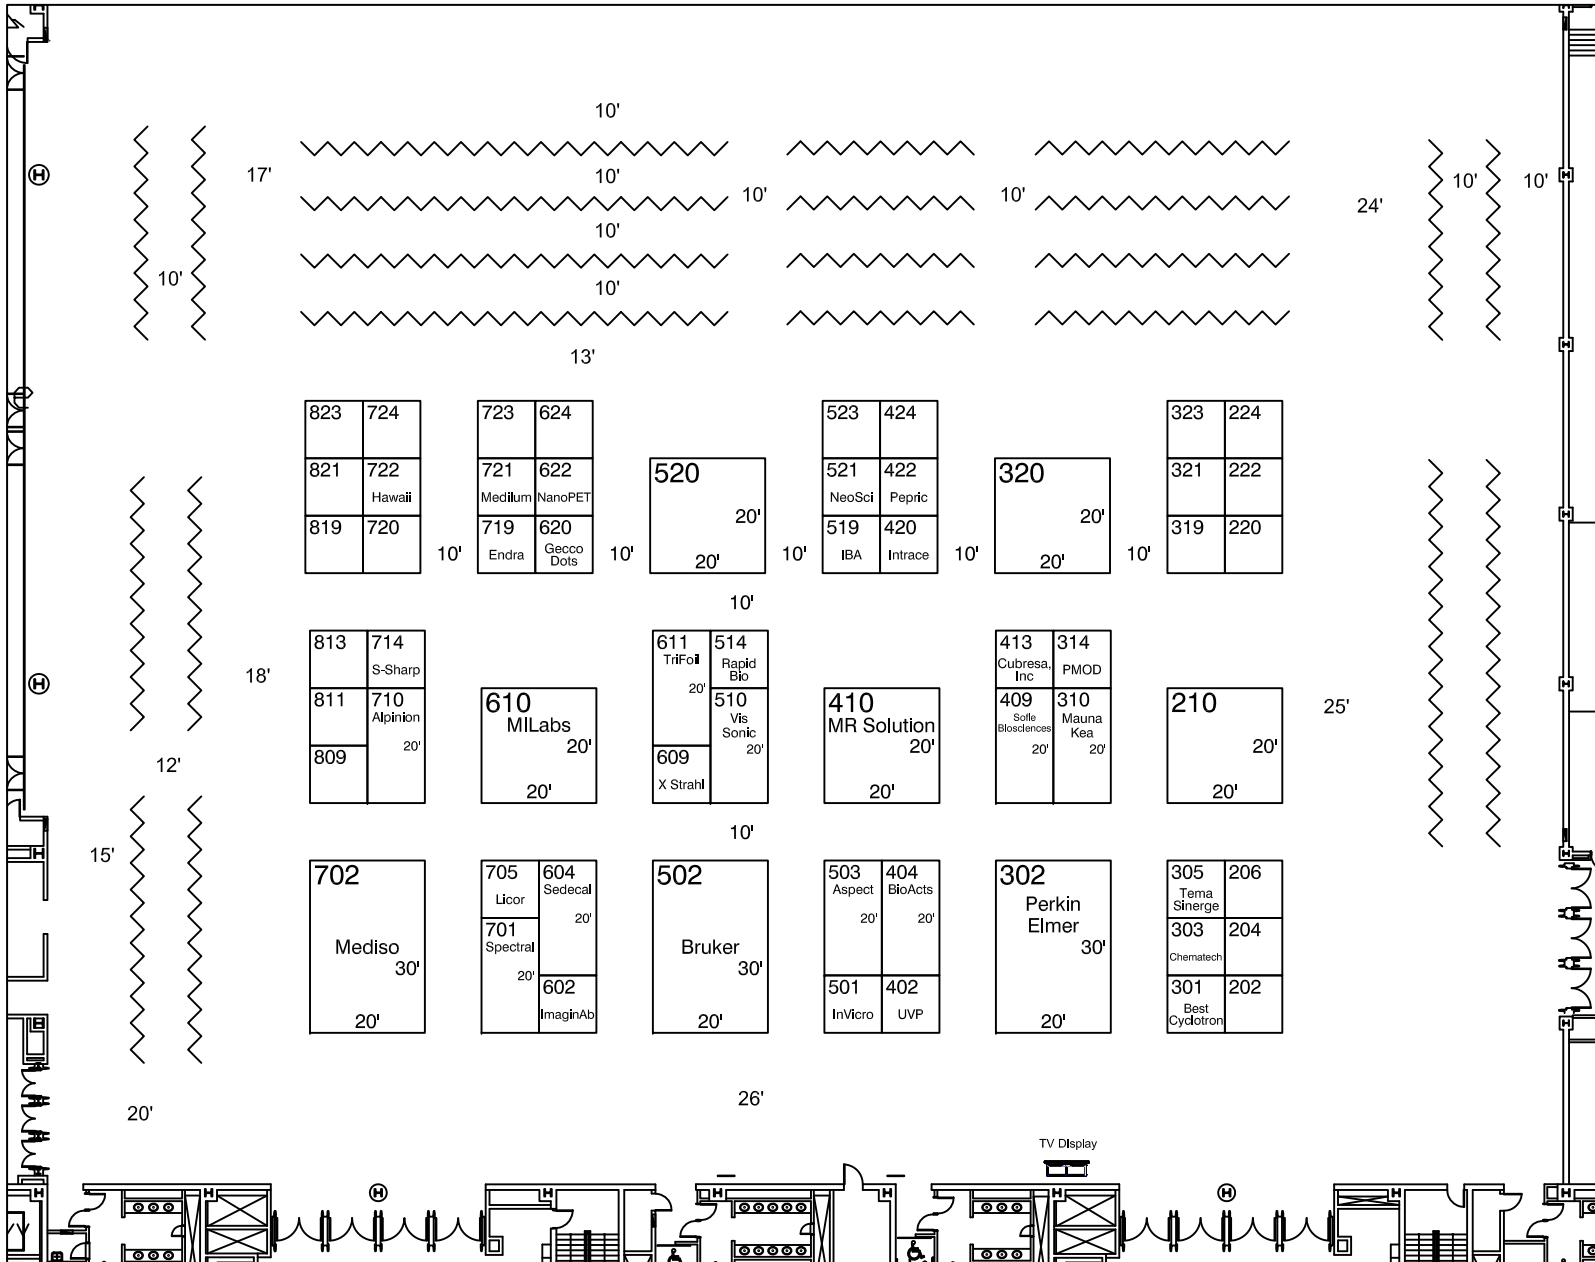 10'
17'
10'
10'
10'
10'
10'
10'
24'
10'
10'
10'
13'
823 724
723 624
523 424
323 224
821 722
Hawaii
721 622
Medilum NanoPET
520
20'
20'
521 422
NeoSci Pepric
320
20'
20'
321 222
819 720
719 620
Endra Gecco
Dots
519 420
IBA Intrace
319 220
10'
10'
10'
10'
10'
10'
813 714
S-Sharp
611
TriFoil
20'
514
Rapid
Bio
413
Cubresa,
Inc
314
PMOD
18'
811 710
Alpinion
20'
610
MILabs
20'
20'
510
Vis
Sonic
20'
410
MR Solution
20'
20'
409
Sofie
Biosciences
20'
310
Mauna
Kea
20'
210
20'
20'
25'
809
609
X Strahl
12'
10'
15'
702
Mediso
30'
20'
705
Licor
604
Sedecal
20'
701
Spectral
20'
602
ImaginAb
502
Bruker
30'
20'
503
Aspect
20'
404
BioActs
20'
501
InVicro
402
UVP
302
Perkin
Elmer
30'
20'
305
Tema
Sinerge
206
303
Chematech
204
301
Best
Cyclotron
202
20'
26'
TV Display
H
H
H
H